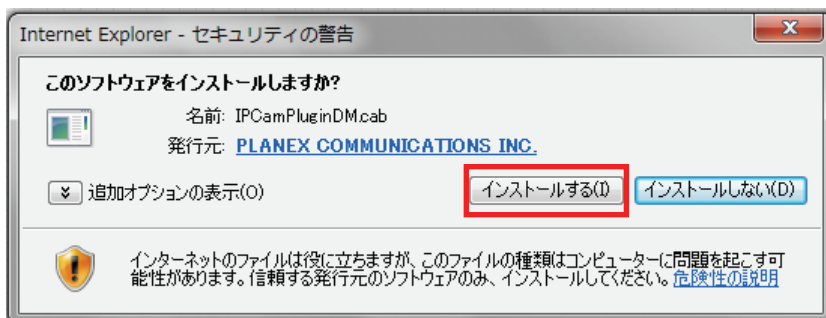 Internet Explorer - セキュリティの警告
このソフトウェアをインストールしますか?
名前: IPCamPluginDM.cab
発行元: PLANEX COMMUNICATIONS INC.
追加オプションの表示(O)
インストールする(I)
インストールしない(D)
インターネットのファイルは役に立ちますが、このファイルの種類はコンピューターに問題を起こす可
能性があります。信頼する発行元のソフトウェアのみ、インストールしてください。危険性の説明